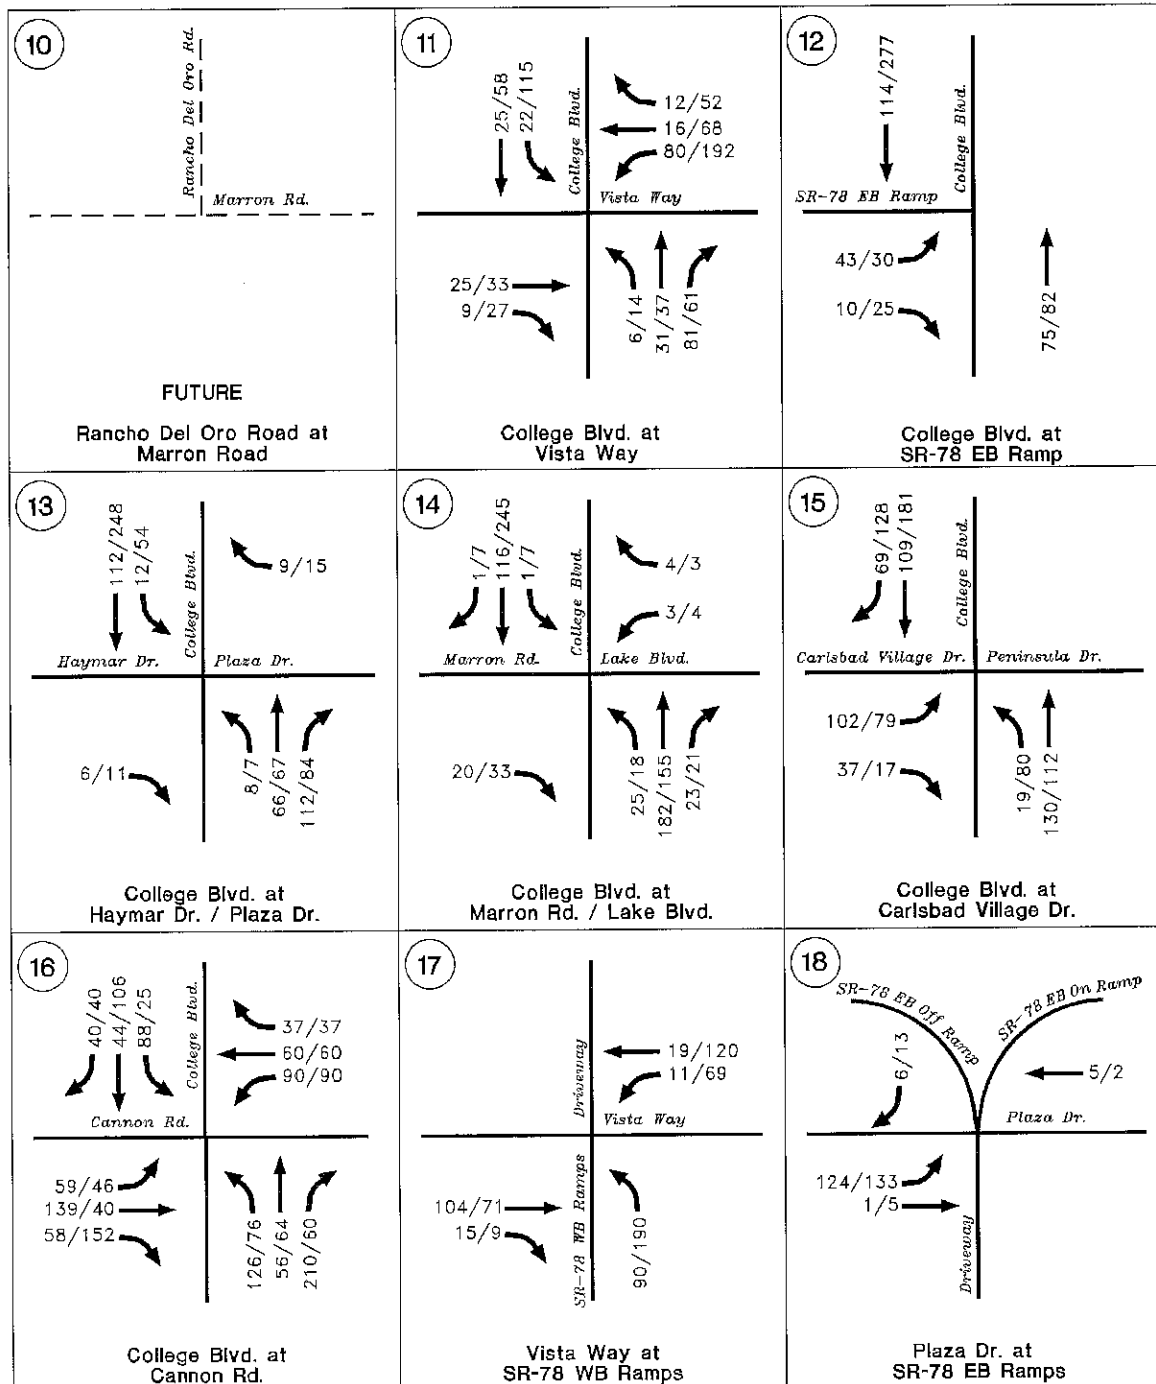 10
Rancho Del Oro Rd.
Marron Rd.
FUTURE
Rancho Del Oro Road at
Marron Road
11
25/58
22/115
College Blvd.
12/52
16/68
80/192
Vista Way
25/33
9/27
6/14
31/37
81/61
College Blvd. at
Vista Way
12
114/277
College Blvd.
SR-78 EB Ramp
43/30
10/25
75/82
College Blvd. at
SR-78 EB Ramp
13
112/248
12/54
College Blvd.
9/15
Haymar Dr.
Plaza Dr.
6/11
8/7
66/67
112/84
College Blvd. at
Haymar Dr. / Plaza Dr.
14
1/7
116/245
1/7
College Blvd.
4/3
3/4
Marron Rd.
Lake Blvd.
20/33
25/18
182/155
23/21
College Blvd. at
Marron Rd. / Lake Blvd.
15
69/128
109/181
College Blvd.
Carlsbad Village Dr.
Peninsula Dr.
102/79
37/17
19/80
130/112
College Blvd. at
Carlsbad Village Dr.
16
40/40
44/106
88/25
College Blvd.
37/37
60/60
90/90
Cannon Rd.
59/46
139/40
58/152
126/76
56/64
210/60
College Blvd. at
Cannon Rd.
17
Driveway
19/120
11/69
Vista Way
104/71
15/9
SR-78 WB Ramps
90/190
Vista Way at
SR-78 WB Ramps
18
SR-78 EB Off Ramp
SR-78 EB On Ramp
6/13
5/2
Plaza Dr.
124/133
1/5
Driveway
Plaza Dr. at
SR-78 EB Ramps